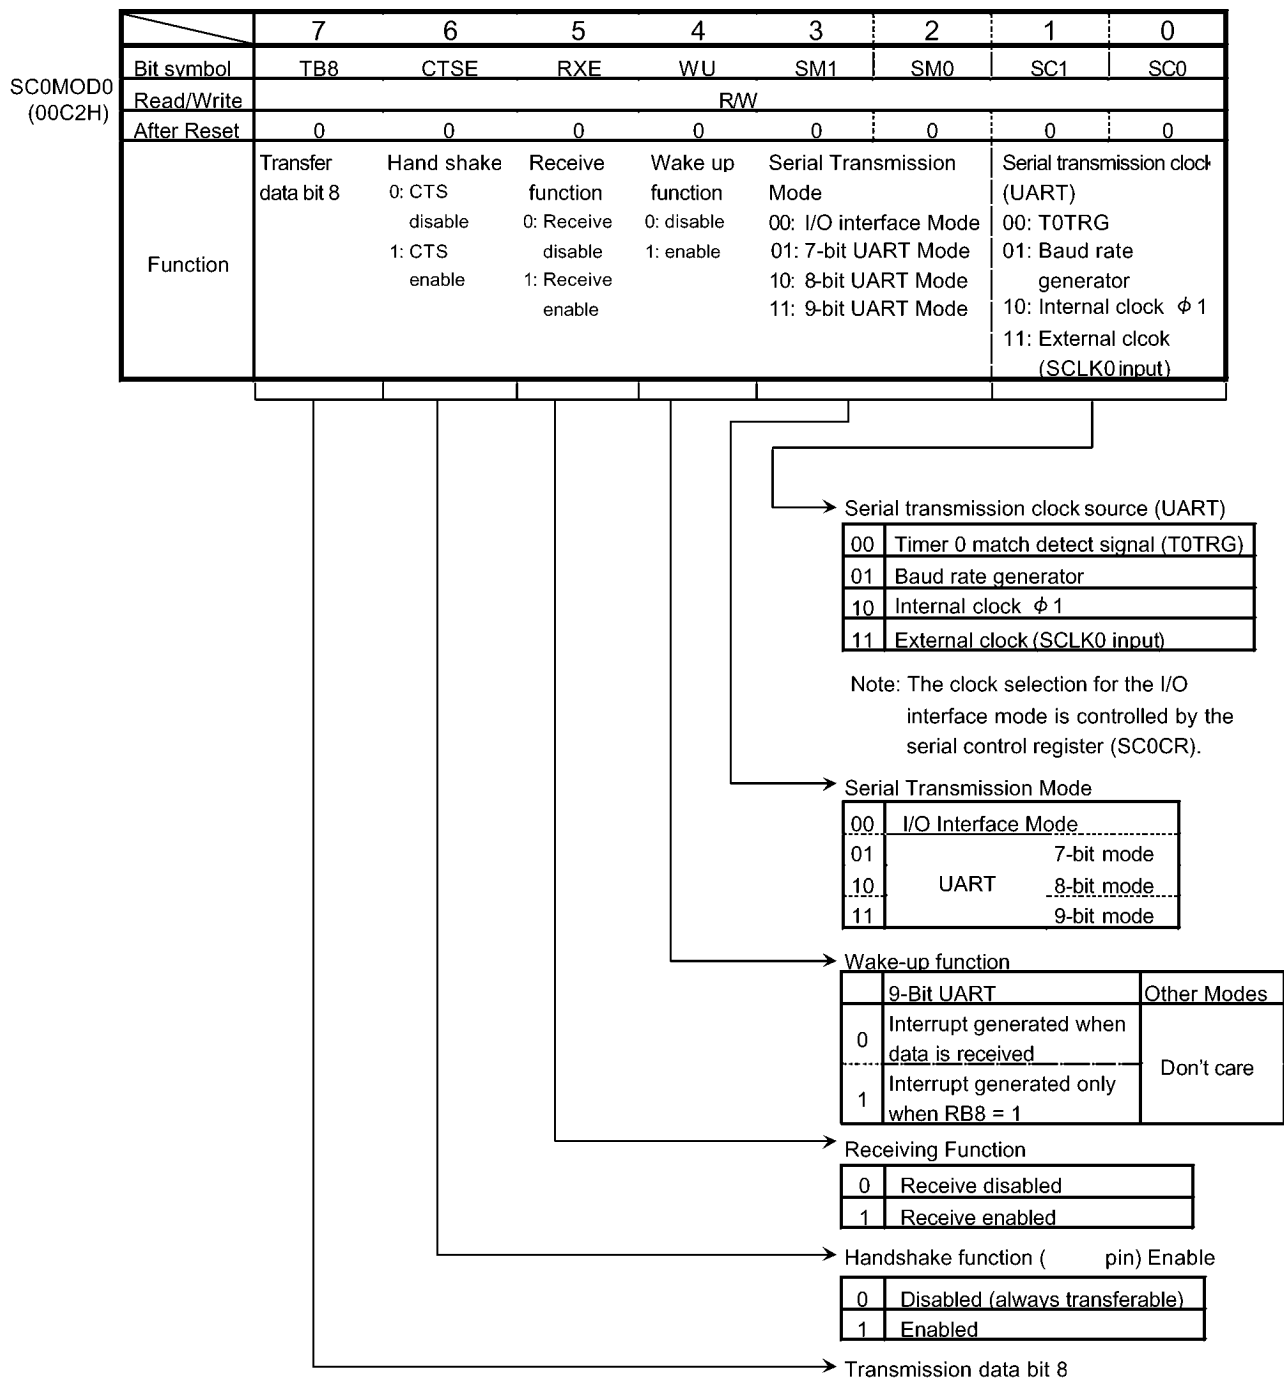 7 6 5 4 3 2 1 0
SC0MOD0
(00C2H)
Bit symbol TB8 CTSE RXE WU SM1 SM0 SC1 SC0
Read/Write R/W
After Reset 0 0 0 0 0 0 0 0
Function
Transfer
data bit 8
Hand shake
0: CTS
disable
1: CTS
enable
Receive
function
0: Receive
disable
1: Receive
enable
Wake up
function
0: disable
1: enable
Serial Transmission
Mode
00: I/O interface Mode
01: 7-bit UART Mode
10: 8-bit UART Mode
11: 9-bit UART Mode
Serial transmission clock
(UART)
00: T0TRG
01: Baud rate
generator
10: Internal clock φ1
11: External clcok
(SCLK0 input)
Serial transmission clock source (UART)
00 Timer 0 match detect signal (T0TRG)
01 Baud rate generator
10 Internal clock φ1
11 External clock (SCLK0 input)
Note: The clock selection for the I/O
interface mode is controlled by the
serial control register (SC0CR).
Serial Transmission Mode
00 I/O Interface Mode
01 7-bit mode
10 UART 8-bit mode
11 9-bit mode
Wake-up function
9-Bit UART Other Modes
0 Interrupt generated when
data is received
Don't care
1 Interrupt generated only
when RB8 = 1
Receiving Function
0 Receive disabled
1 Receive enabled
Handshake function ( pin) Enable
0 Disabled (always transferable)
1 Enabled
Transmission data bit 8